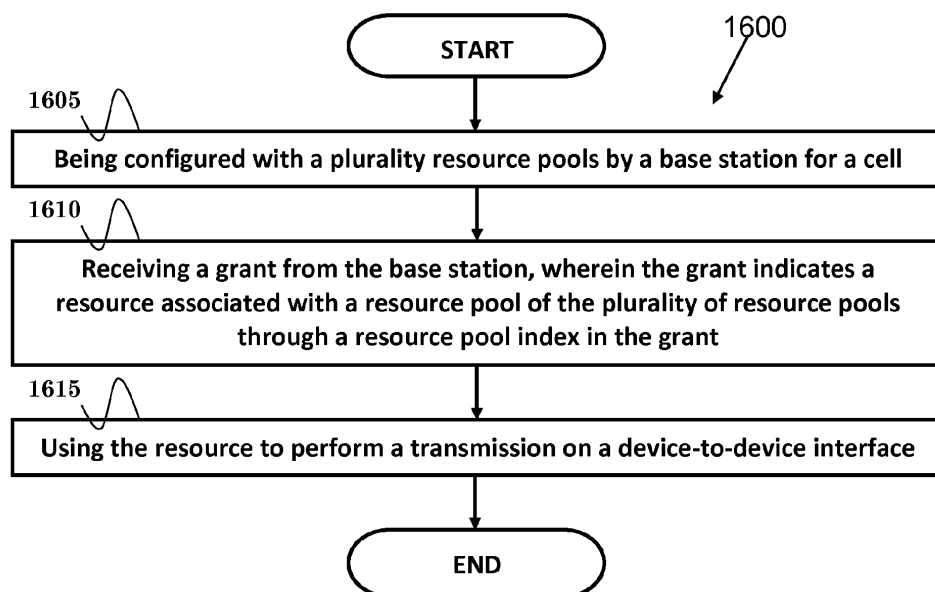 START
1600
1605
Being configured with a plurality resource pools by a base station for a cell
1610
Receiving a grant from the base station, wherein the grant indicates a
resource associated with a resource pool of the plurality of resource pools
through a resource pool index in the grant
1615
Using the resource to perform a transmission on a device-to-device interface
END